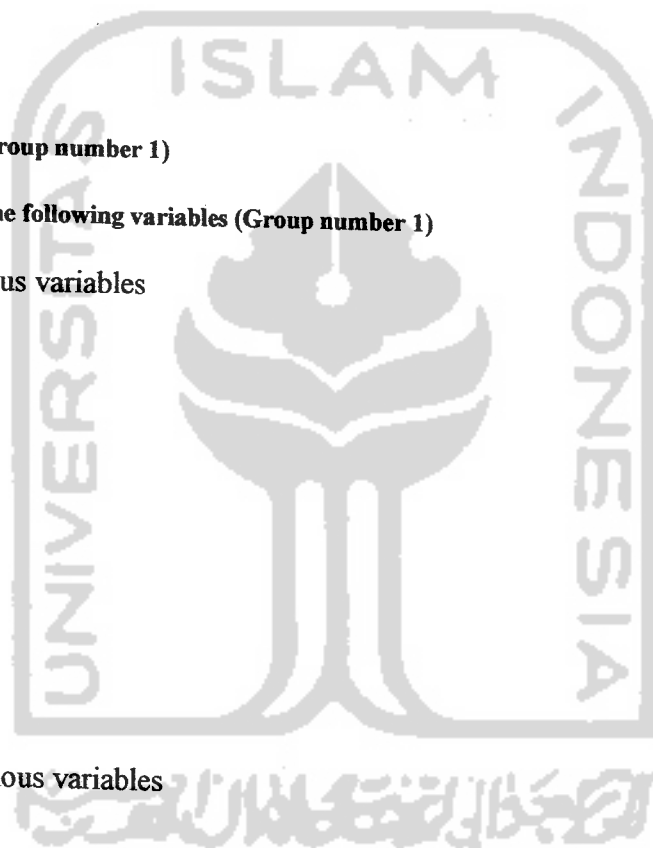 ISLAM
UNIVERSITAS
INDONESIA
roup number 1)
he following variables (Group number 1)
us variables
ous variables